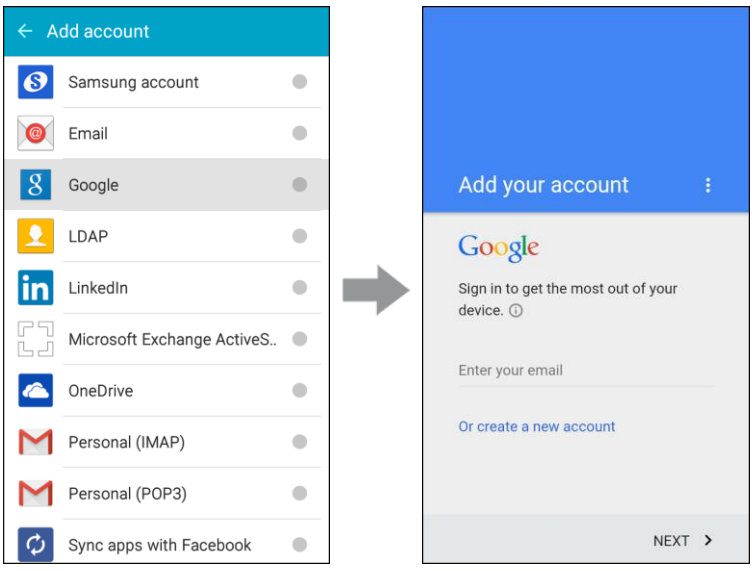 Add account
Samsung account
Email
Google
LDAP
LinkedIn
Microsoft Exchange ActiveS..
OneDrive
Personal (IMAP)
Personal (POP3)
Sync apps with Facebook
Add your account
Google
Sign in to get the most out of your
device.
Enter your email
Or create a new account
NEXT